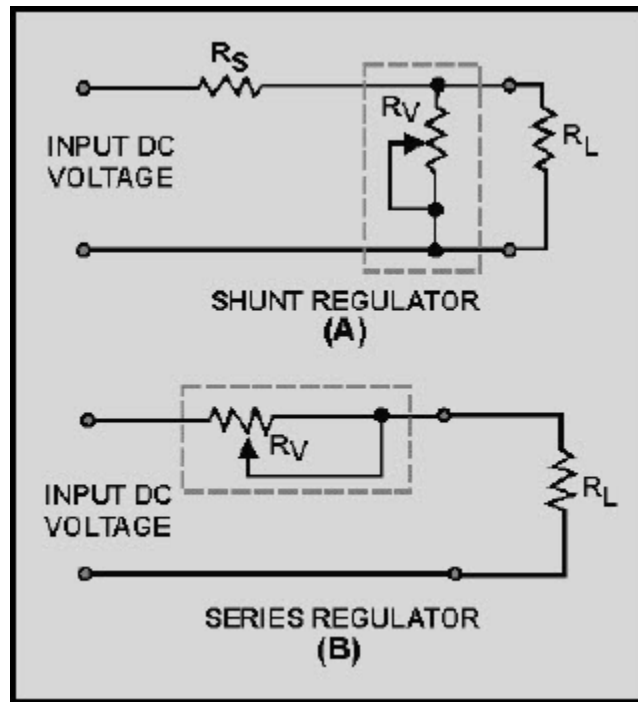 RS
RV
RL
INPUT DC
VOLTAGE
SHUNT REGULATOR
(A)
RV
RL
INPUT DC
VOLTAGE
SERIES REGULATOR
(B)